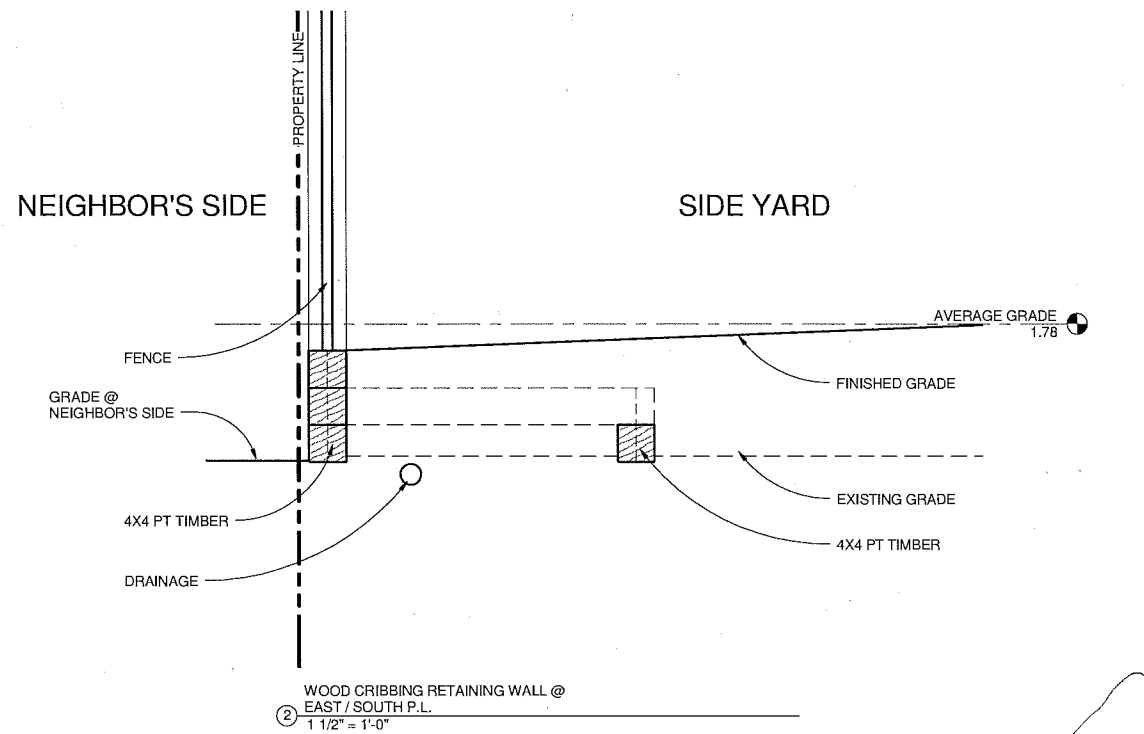 PROPERTY LINE
NEIGHBOR'S SIDE
SIDE YARD
AVERAGE GRADE
1.78
FENCE
FINISHED GRADE
GRADE @
NEIGHBOR'S SIDE
EXISTING GRADE
4X4 PT TIMBER
4X4 PT TIMBER
DRAINAGE
WOOD CRIBBING RETAINING WALL @
EAST / SOUTH P.L.
2
1 1/2" = 1'-0"